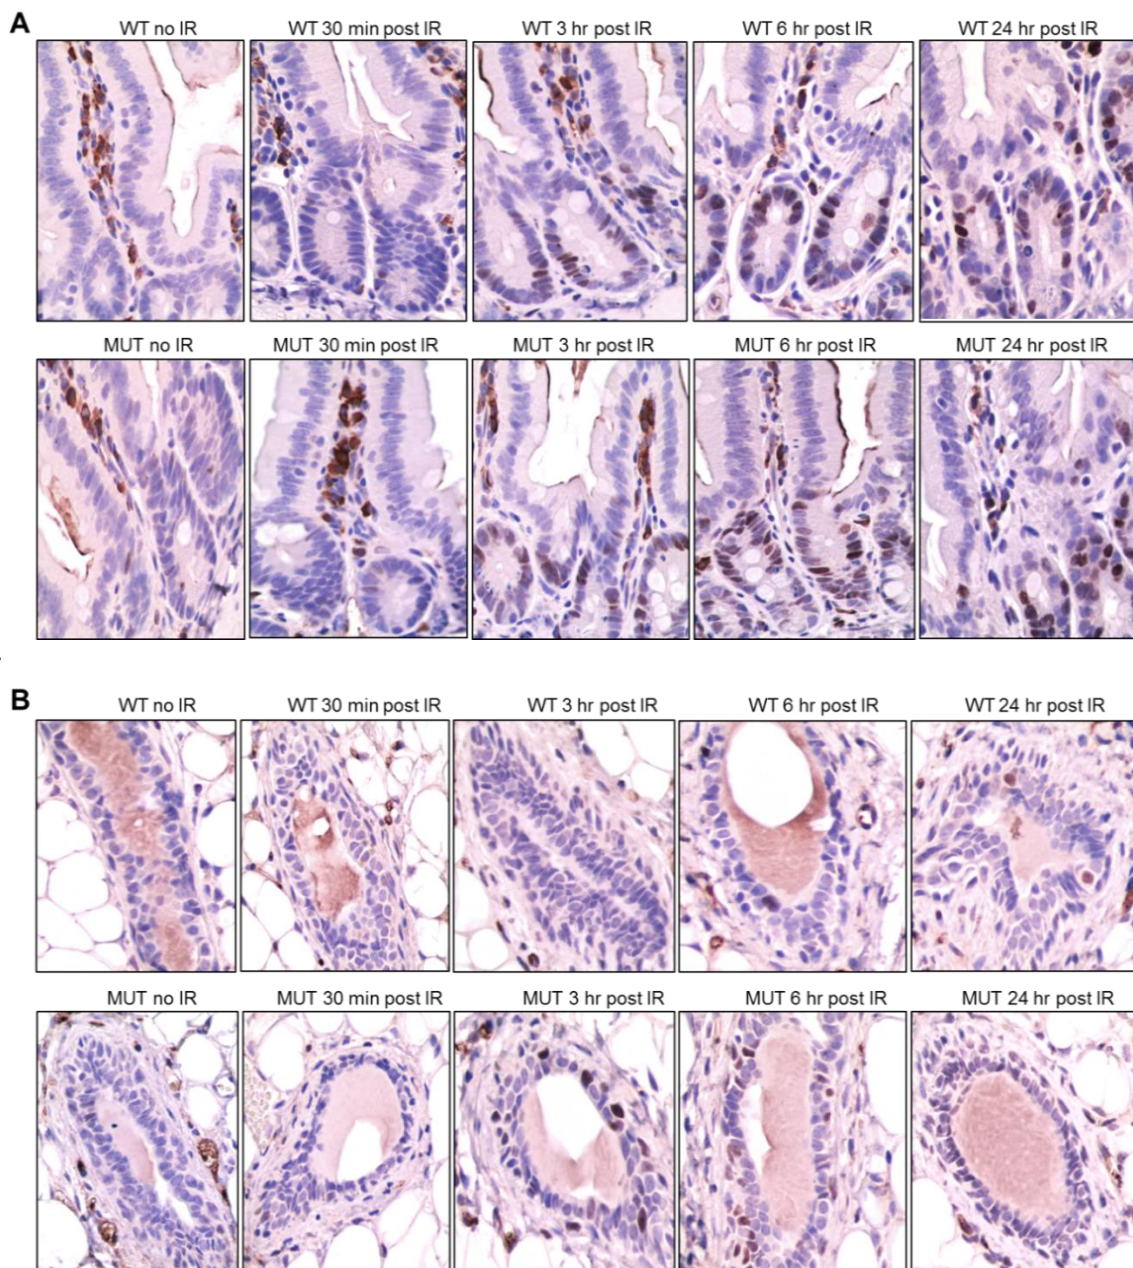 A
WT no IR WT 30 min post IR WT 3 hr post IR WT 6 hr post IR WT 24 hr post IR
MUT no IR MUT 30 min post IR MUT 3 hr post IR MUT 6 hr post IR MUT 24 hr post IR
B
WT no IR WT 30 min post IR WT 3 hr post IR WT 6 hr post IR WT 24 hr post IR
MUT no IR MUT 30 min post IR MUT 3 hr post IR MUT 6 hr post IR MUT 24 hr post IR